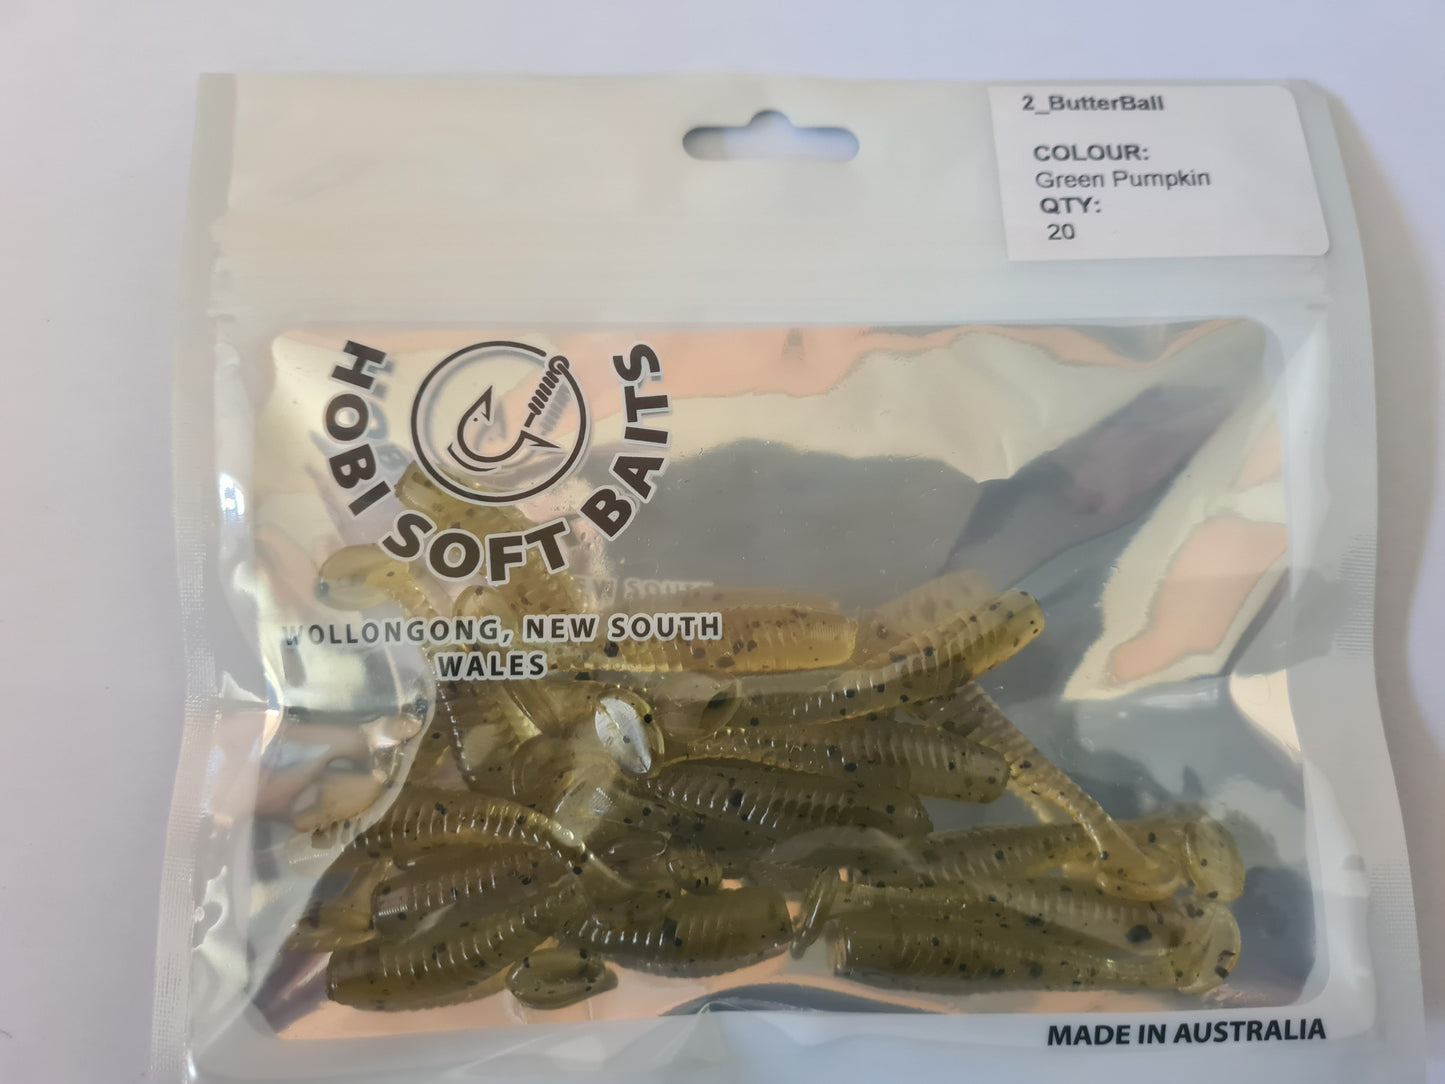 2_ButterBall
COLOUR:
Green Pumpkin
QTY:
20
HOBI SOFT BAITS
WOLLONGONG, NEW SOUTH
WALES
MADE IN AUSTRALIA